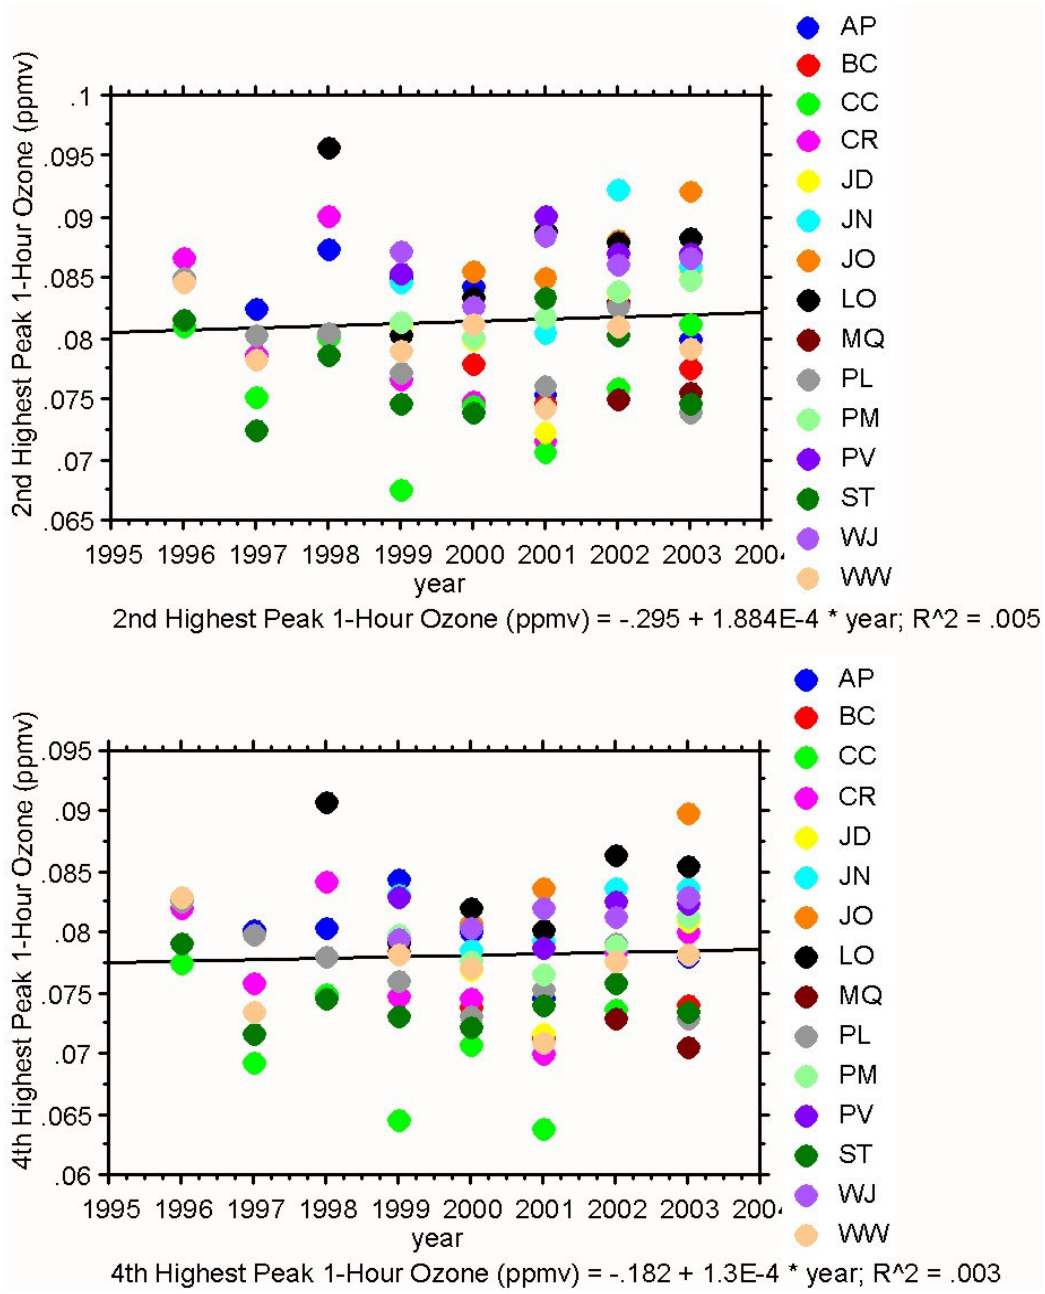 2nd Highest Peak 1-Hour Ozone (ppmv)
.1
.095
.09
.085
.08
.075
.07
.065
1995 1996 1997 1998 1999 2000 2001 2002 2003 2004
year
AP
BC
CC
CR
JD
JN
JO
LO
MQ
PL
PM
PV
ST
WJ
WW
2nd Highest Peak 1-Hour Ozone (ppmv) = -.295 + 1.884E-4 * year; R^2 = .005
4th Highest Peak 1-Hour Ozone (ppmv)
.095
.09
.085
.08
.075
.07
.065
.06
1995 1996 1997 1998 1999 2000 2001 2002 2003 2004
year
AP
BC
CC
CR
JD
JN
JO
LO
MQ
PL
PM
PV
ST
WJ
WW
4th Highest Peak 1-Hour Ozone (ppmv) = -.182 + 1.3E-4 * year; R^2 = .003